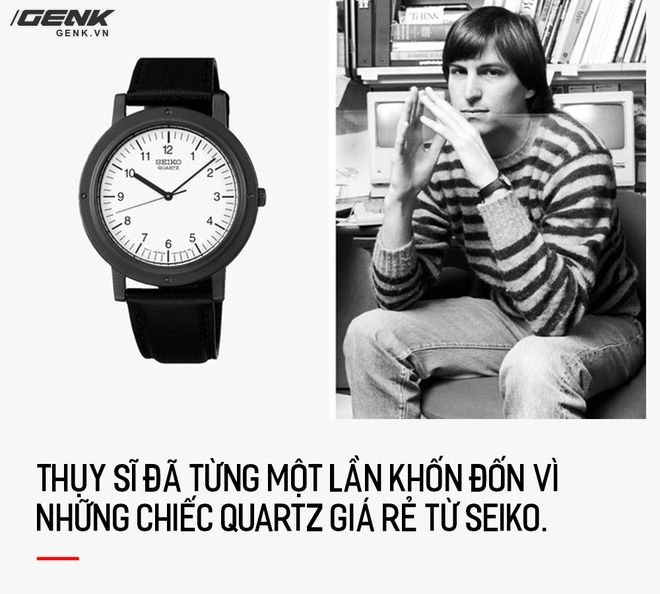 GENK
GENK.VN
12
11
1
10
SEIKO
QUARTZ
2
9
3
8
4
7
5
6
THINK
THỤY SĨ ĐÃ TỪNG MỘT LẦN KHỐN ĐỐN VÌ
NHỮNG CHIẾC QUARTZ GIÁ RẺ TỪ SEIKO.